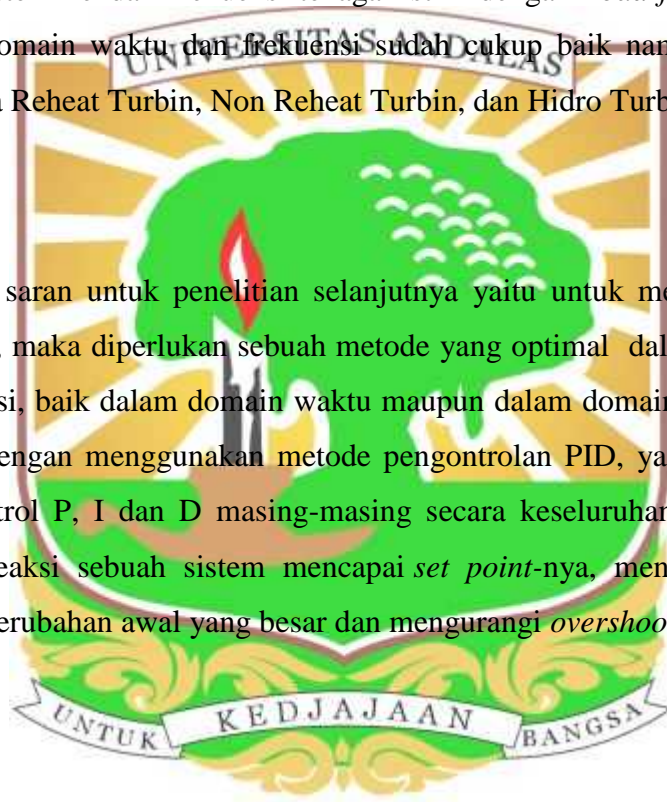 omain waktu dan frekuensi sudah cukup baik nam
UNIVERSITAS ANDALAS
Reheat Turbin, Non Reheat Turbin, dan Hidro Turb
saran untuk penelitian selanjutnya yaitu untuk me
maka diperlukan sebuah metode yang optimal dal
si, baik dalam domain waktu maupun dalam domain
engan menggunakan metode pengontrolan PID, ya
trol P, I dan D masing-masing secara keseluruhan
eaksi sebuah sistem mencapai set point-nya, men
erubahan awal yang besar dan mengurangi overshoo
UNTUK KEDJAJAAN BANGSA